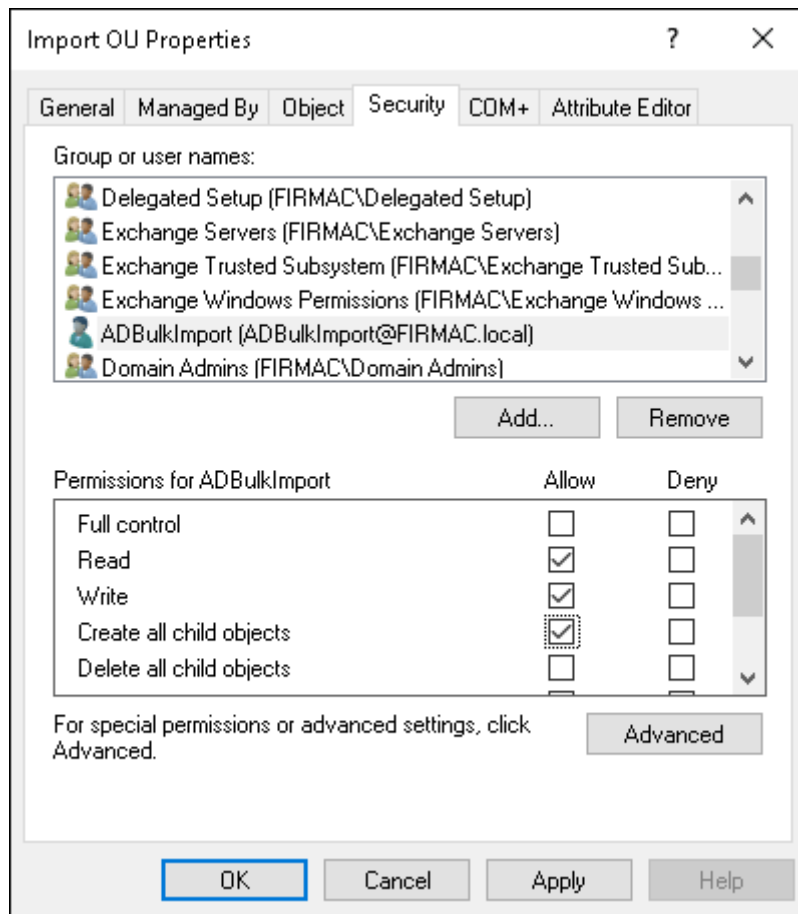 Import OU Properties
? X
General Managed By Object Security COM+ Attribute Editor
Group or user names:
Delegated Setup (FIRMAC\Delegated Setup)
Exchange Servers (FIRMAC\Exchange Servers)
Exchange Trusted Subsystem (FIRMAC\Exchange Trusted Sub...
Exchange Windows Permissions (FIRMAC\Exchange Windows ...
ADBulkImport (ADBulkImport@FIRMAC.local)
Domain Admins (FIRMAC\Domain Admins)
Add... Remove
Permissions for ADBulkImport Allow Deny
Full control
Read
Write
Create all child objects
Delete all child objects
For special permissions or advanced settings, click
Advanced.
Advanced
OK Cancel Apply Help